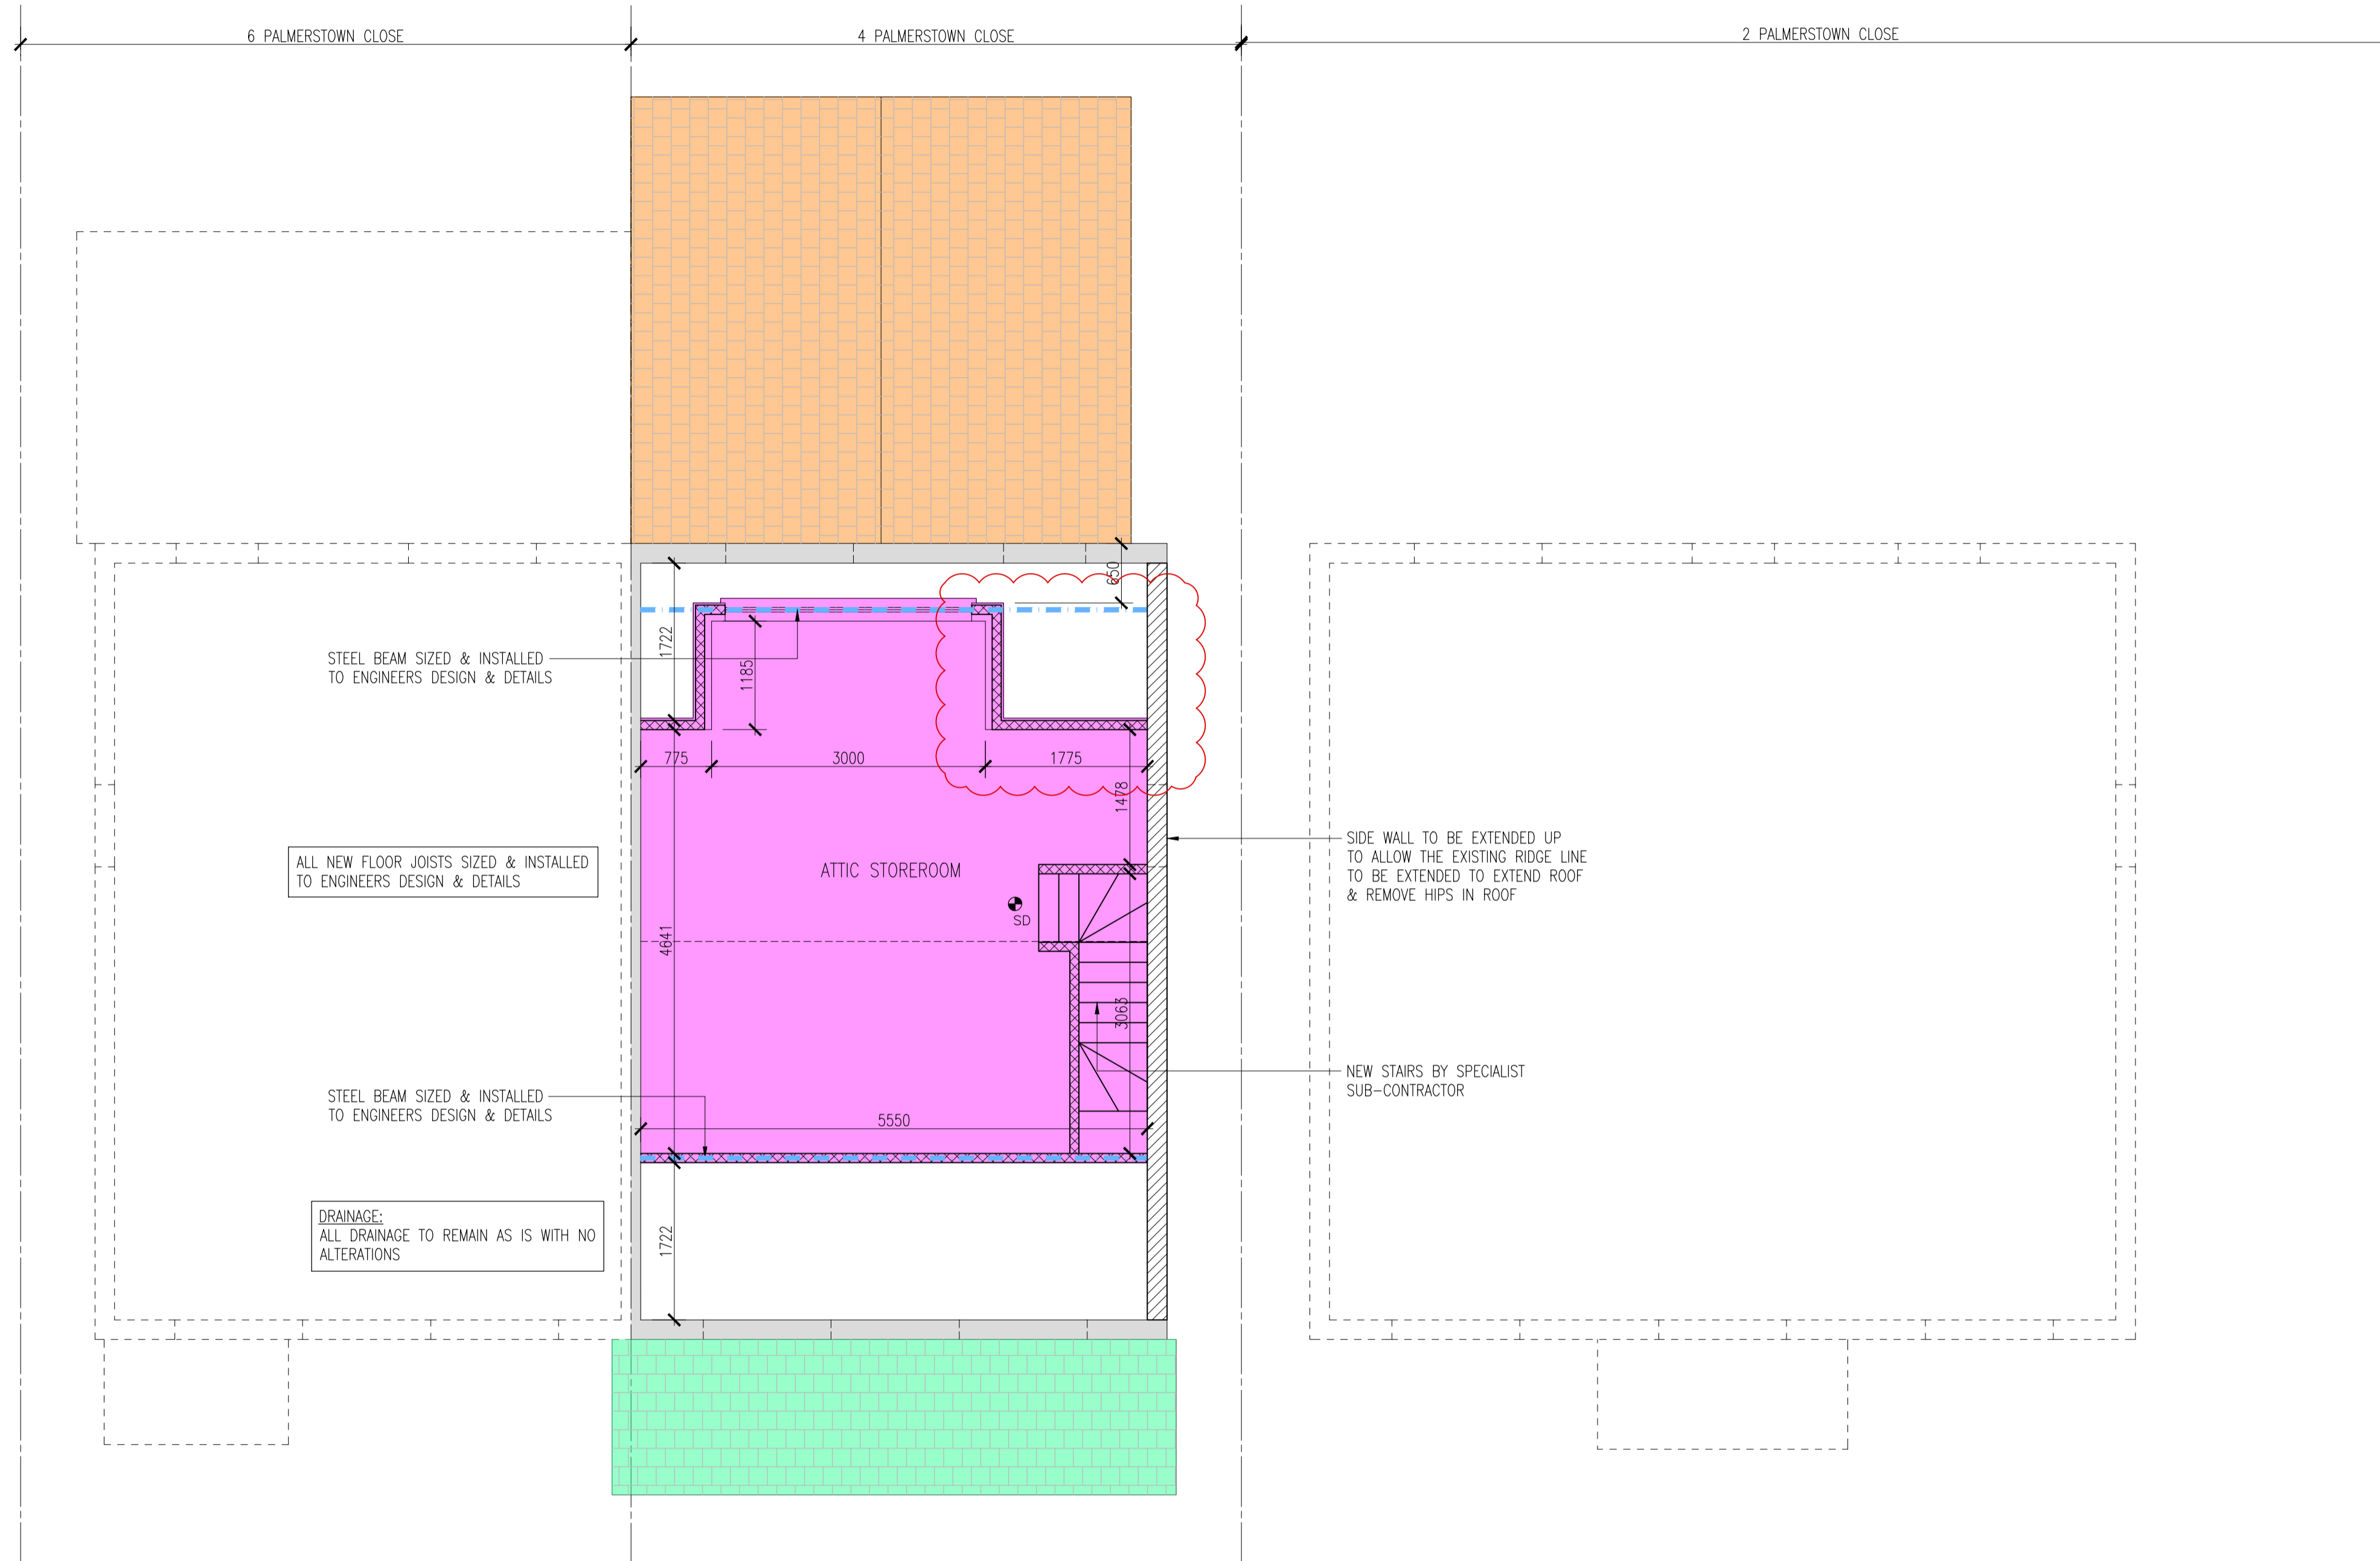 6 PALMERSTOWN CLOSE
4 PALMERSTOWN CLOSE
2 PALMERSTOWN CLOSE
650
1722
STEEL BEAM SIZED & INSTALLED
TO ENGINEERS DESIGN & DETAILS
1185
775
3000
1775
1478
SIDE WALL TO BE EXTENDED UP
TO ALLOW THE EXISTING RIDGE LINE
TO BE EXTENDED TO EXTEND ROOF
& REMOVE HIPS IN ROOF
ALL NEW FLOOR JOISTS SIZED & INSTALLED
TO ENGINEERS DESIGN & DETAILS
ATTIC STOREROOM
SD
4641
3063
NEW STAIRS BY SPECIALIST
SUB-CONTRACTOR
STEEL BEAM SIZED & INSTALLED
TO ENGINEERS DESIGN & DETAILS
5550
DRAINAGE:
ALL DRAINAGE TO REMAIN AS IS WITH NO
ALTERATIONS
1722